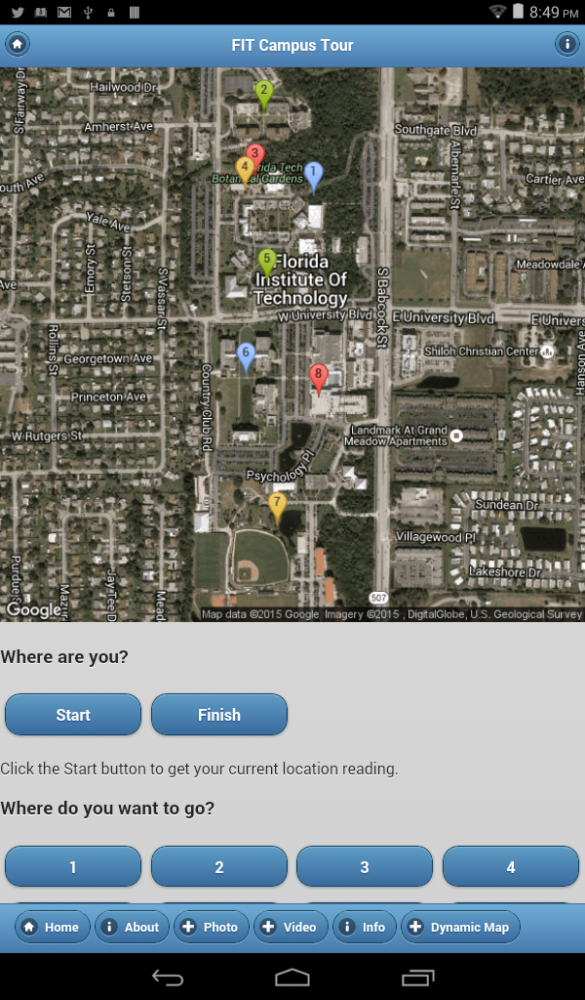 8:49 PM
FIT Campus Tour
Hailwood Dr
S Fairway Dr
Amherst Ave
Southgate Blvd
Albemarle St
Cartier Ave
outh Ave
2
3
4
1
rida Tech
Botanical Gardens
Yale Ave
Emory St
Stetson St
S Vassar St
5
Florida
Institute Of
Technology
S Babcock St
Meadowdale A
Ave
W University Blvd
E University Blvd
E Univers
Rollins St
Georgetown Ave
6
8
Shiloh Christian Center
Hanson Ave
Country Club Rd
Princeton Ave
W Rutgers St
Landmark At Grand
Meadow Apartments
Psychology Pl
7
Sundean Dr
Villagewood Pl
Lakeshore Dr
Purdue
Mazur
Jay Tee D
Mead
507
Google
Map data ©2015 Google Imagery ©2015 , DigitalGlobe, U.S. Geological Survey
Where are you?
Start
Finish
Click the Start button to get your current location reading.
Where do you want to go?
1
2
3
4
Home
About
Photo
Video
Info
Dynamic Map